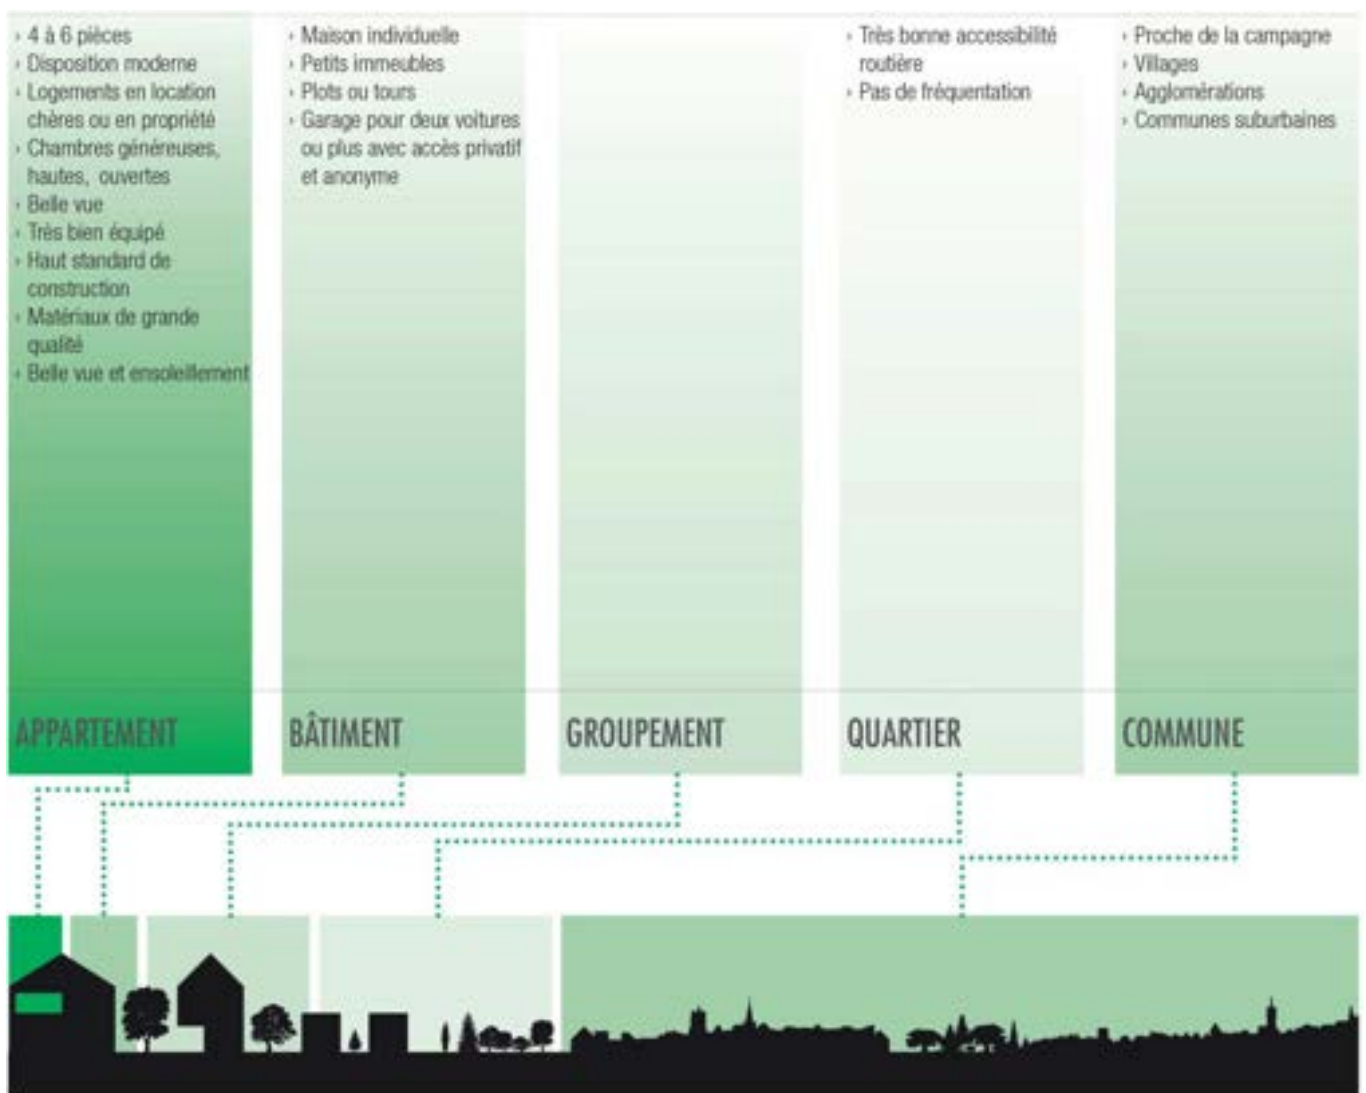 › 4 à 6 pièces
› Disposition moderne
› Logements en location
chères ou en propriété
› Chambres généreuses,
hautes, ouvertes
› Belle vue
› Très bien équipé
› Haut standard de
construction
› Matériaux de grande
qualité
› Belle vue et ensoleillement
APPARTEMENT
› Maison individuelle
› Petits immeubles
› Plots ou tours
› Garage pour deux voitures
ou plus avec accès privatif
et anonyme
BÂTIMENT
GROUPEMENT
› Très bonne accessibilité
routière
› Pas de fréquentation
QUARTIER
› Proche de la campagne
› Villages
› Agglomérations
› Communes suburbaines
COMMUNE